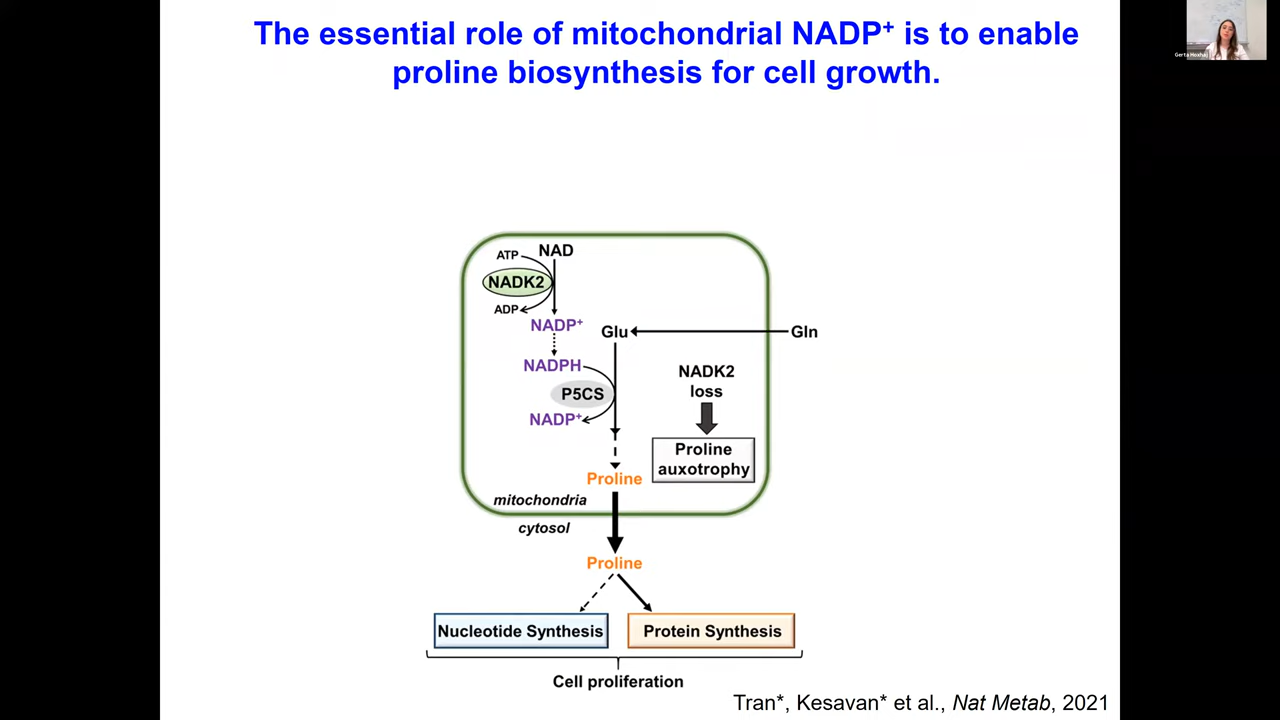 The essential role of mitochondrial NADP⁺ is to enable
proline biosynthesis for cell growth.
Gerta Hoxhaj
ATP
NAD
NADK2
ADP
NADP⁺
Glu
Gln
NADPH
P5CS
NADP⁺
NADK2
loss
Proline
auxotrophy
Proline
mitochondria
cytosol
Proline
Nucleotide Synthesis
Protein Synthesis
Cell proliferation
Tran*, Kesavan* et al., Nat Metab, 2021